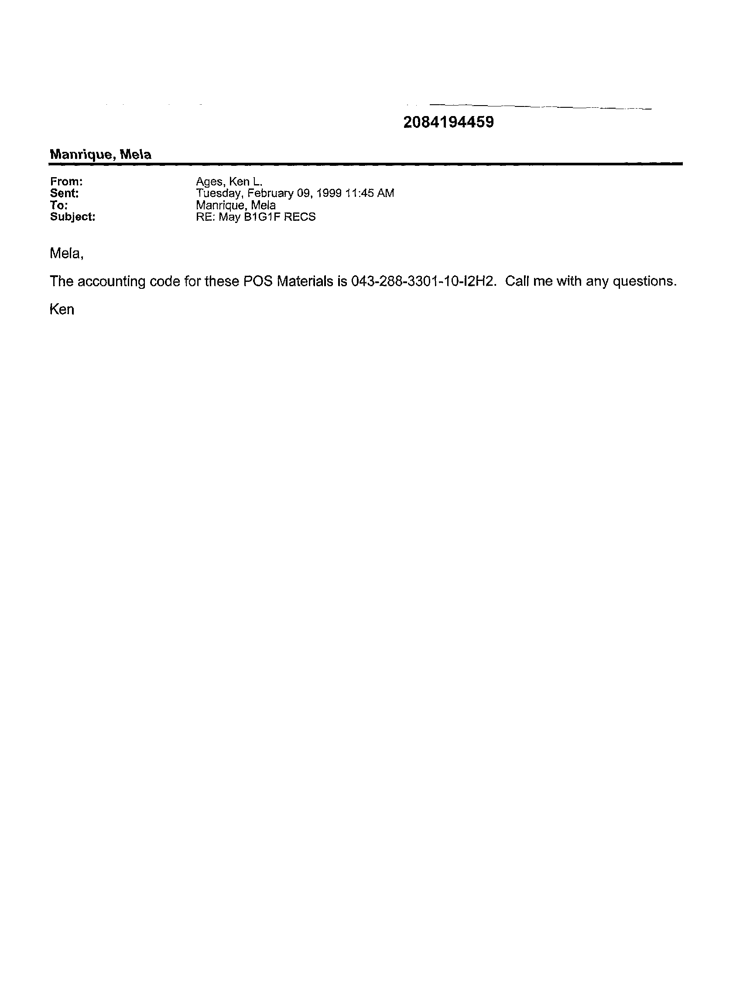 2084194459
Manrique, Mela
From: Ages, Ken L.
Sent: Tuesday, February 09, 1999 11:45 AM
To: Manrique, Mela
Subject: RE: May B1G1F RECS
Mela,
The accounting code for these POS Materials is 043-288-3301-10-I2H2. Call me with any questions.
Ken